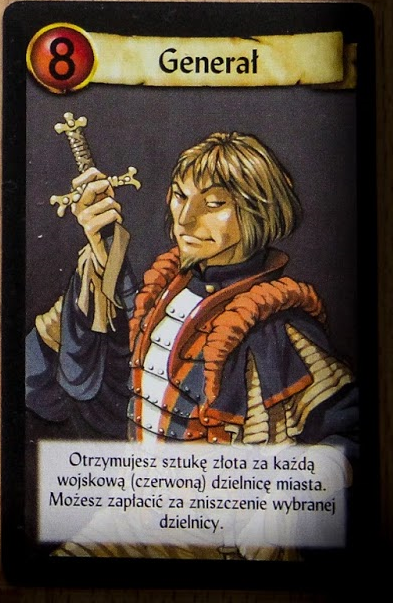 8
Generał
Otrzymujesz sztukę złota za każdą
wojskową (czerwoną) dzielnicę miasta.
Możesz zapłacić za zniszczenie wybranej
dzielnicy.